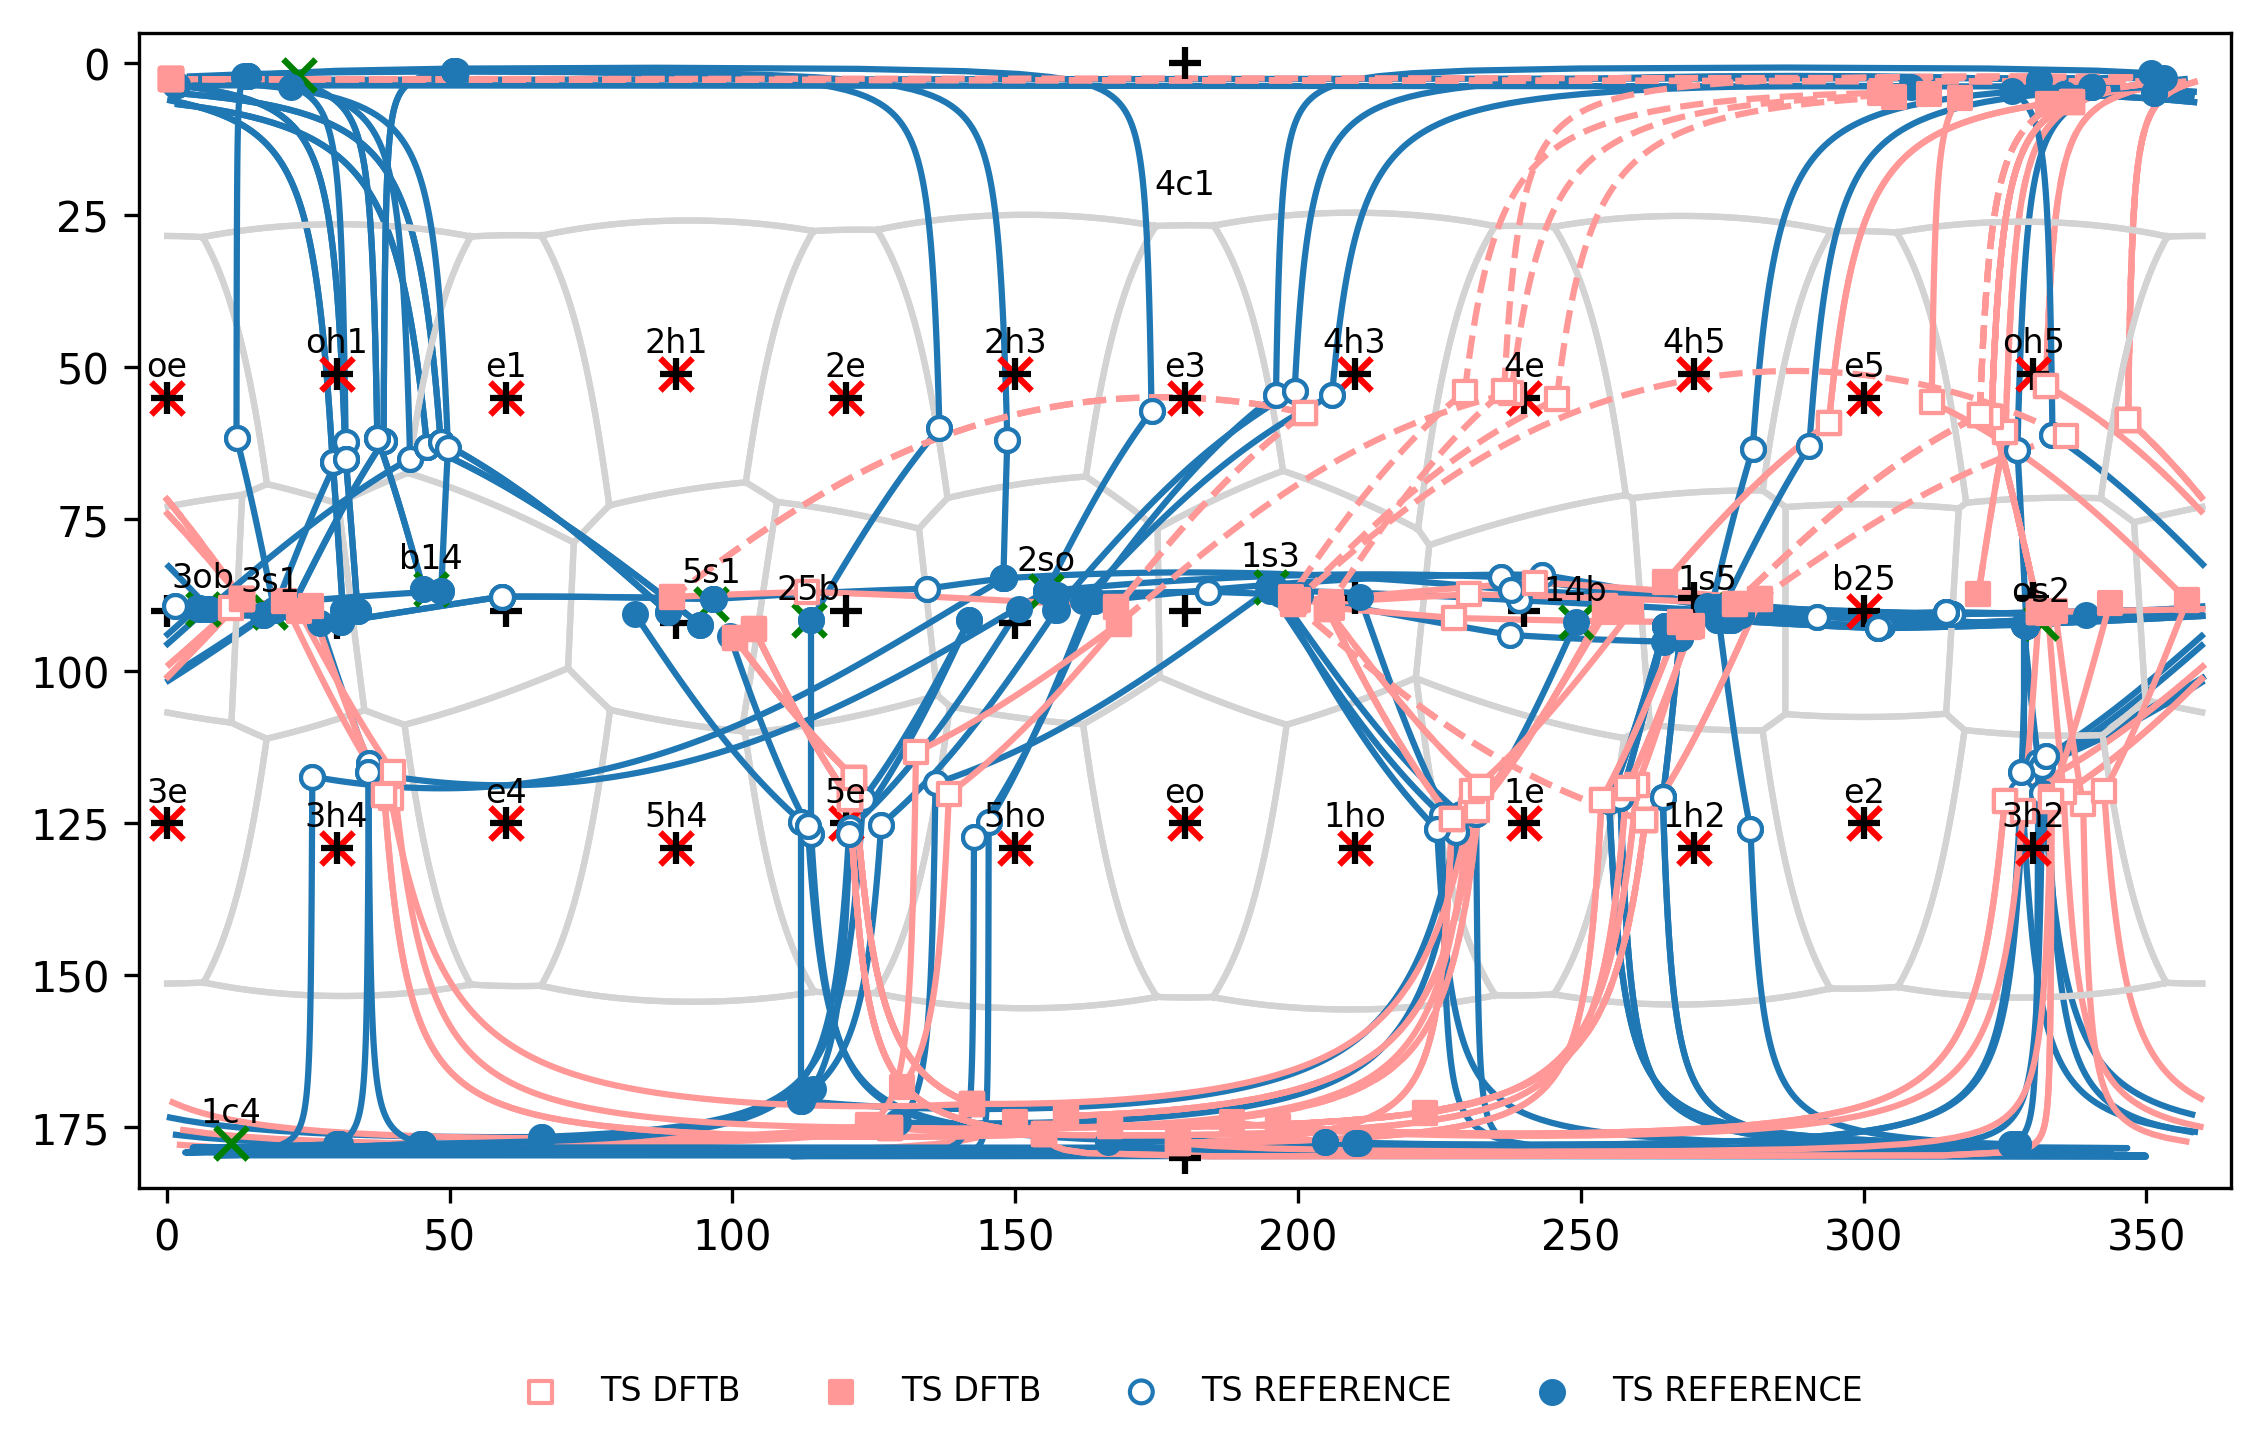 0
25
50
75
100
125
150
175
4c1
oh1 2h1 2h3 4h3 4h5 oh5
oe e1 2e e3 4e e5
3ob 3s1 b14 5s1 25b 2so 1s3 14b 1s5 b25 os2
3e e4 5e eo 1e e2
3h4 5h4 5ho 1ho 1h2 3h2
1c4
0 50 100 150 200 250 300 350
TS DFTB TS DFTB TS REFERENCE TS REFERENCE